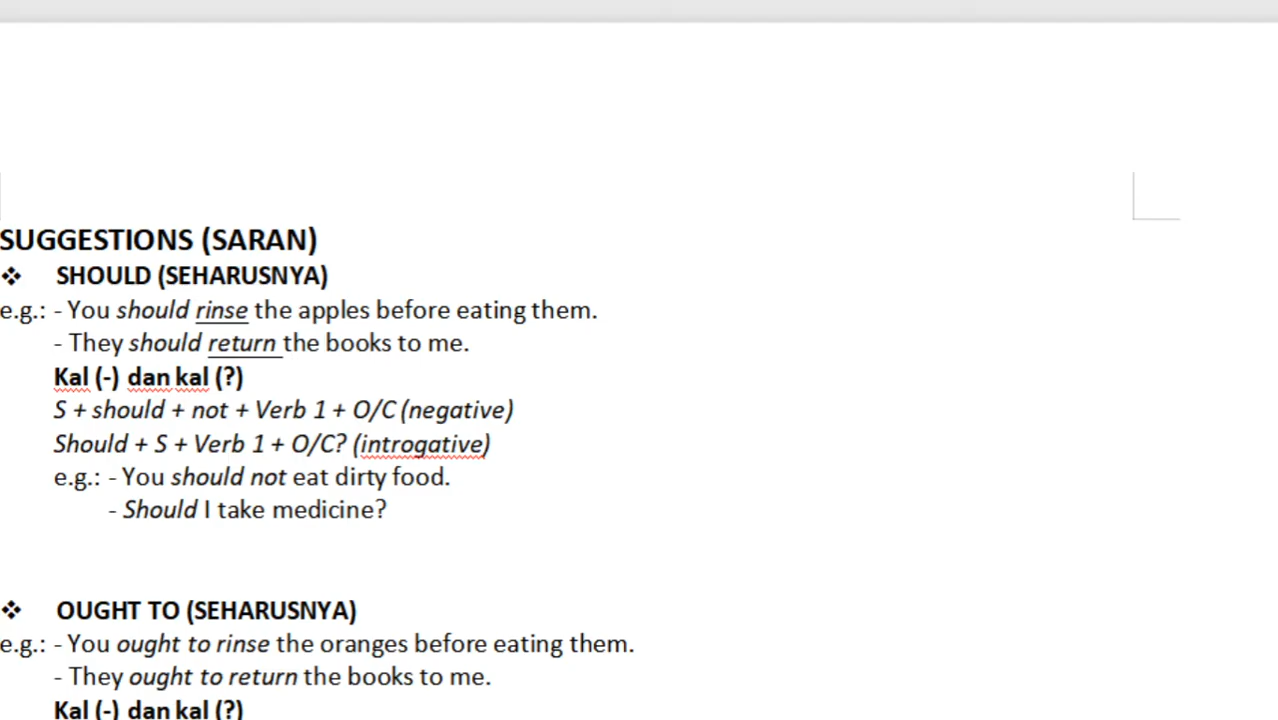 SUGGESTIONS (SARAN)
❖ SHOULD (SEHARUSNYA)
e.g.: - You should rinse the apples before eating them.
- They should return the books to me.
Kal (-) dan kal (?)
S + should + not + Verb 1 + O/C (negative)
Should + S + Verb 1 + O/C? (introgative)
e.g.: - You should not eat dirty food.
- Should I take medicine?
❖ OUGHT TO (SEHARUSNYA)
e.g.: - You ought to rinse the oranges before eating them.
- They ought to return the books to me.
Kal (-) dan kal (?)